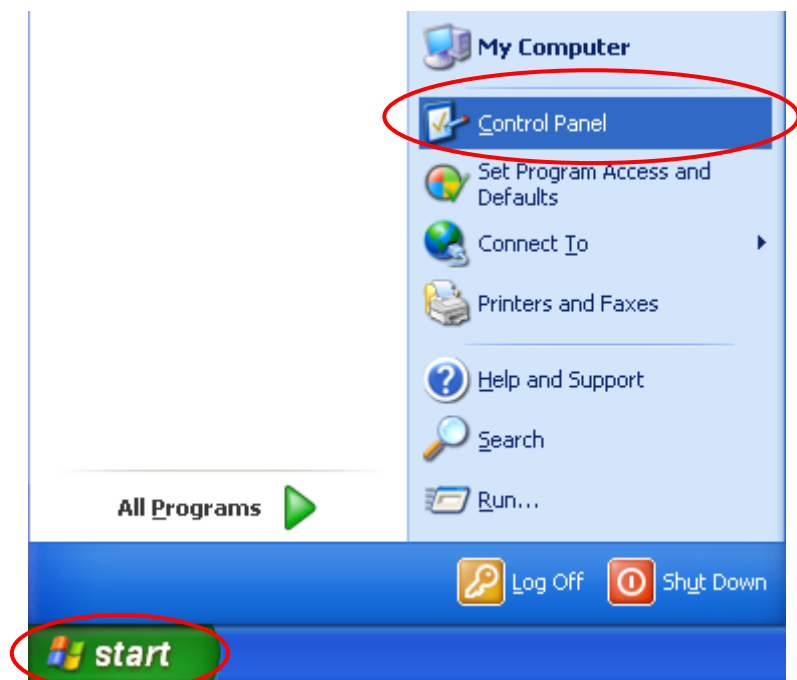 My Computer
Control Panel
Set Program Access and
Defaults
Connect To
Printers and Faxes
Help and Support
Search
Run...
All Programs
Log Off
Shut Down
start